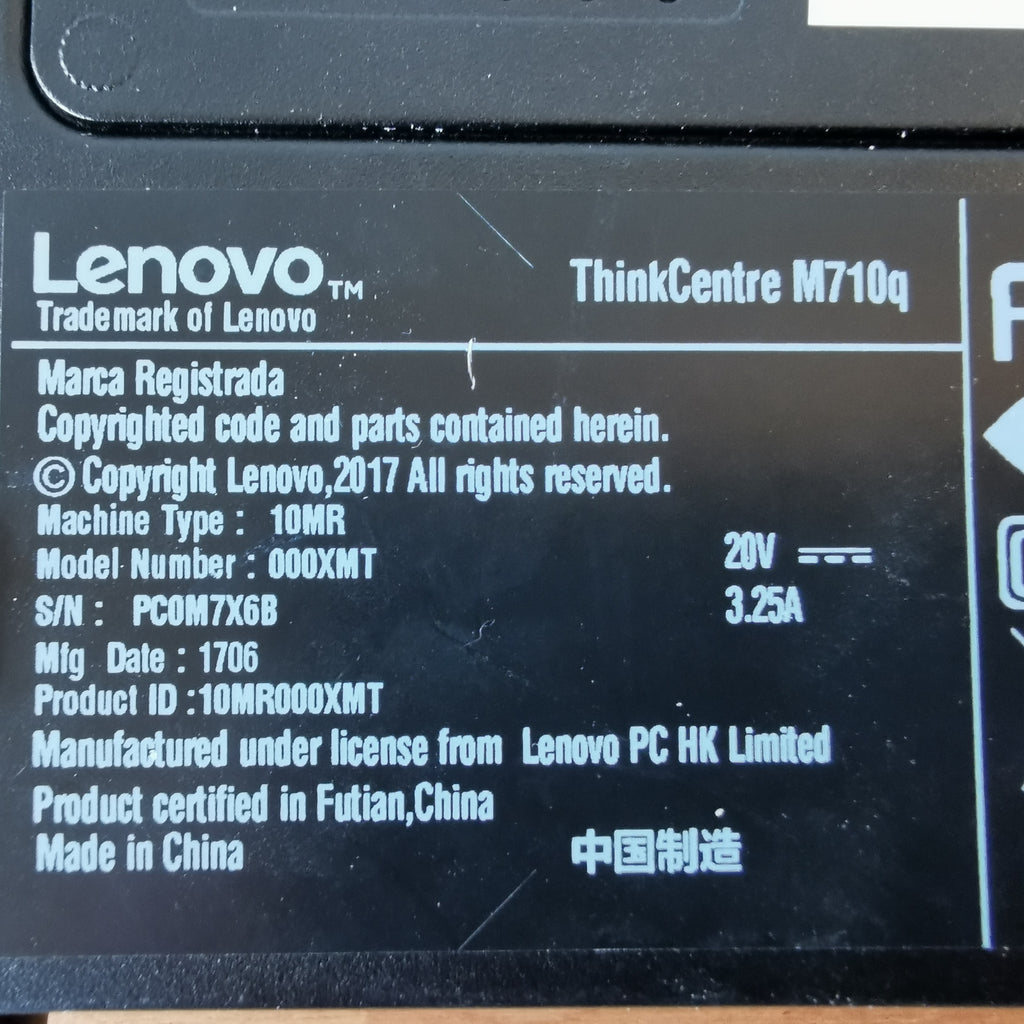 Lenovo™ ThinkCentre M710q
Trademark of Lenovo
Marca Registrada
Copyrighted code and parts contained herein.
© Copyright Lenovo,2017 All rights reserved.
Machine Type : 10MR
Model Number : 000XMT 20V
S/N : PC0M7X6B 3.25A
Mfg Date : 1706
Product ID :10MR000XMT
Manufactured under license from Lenovo PC HK Limited
Product certified in Futian,China
Made in China 中国制造